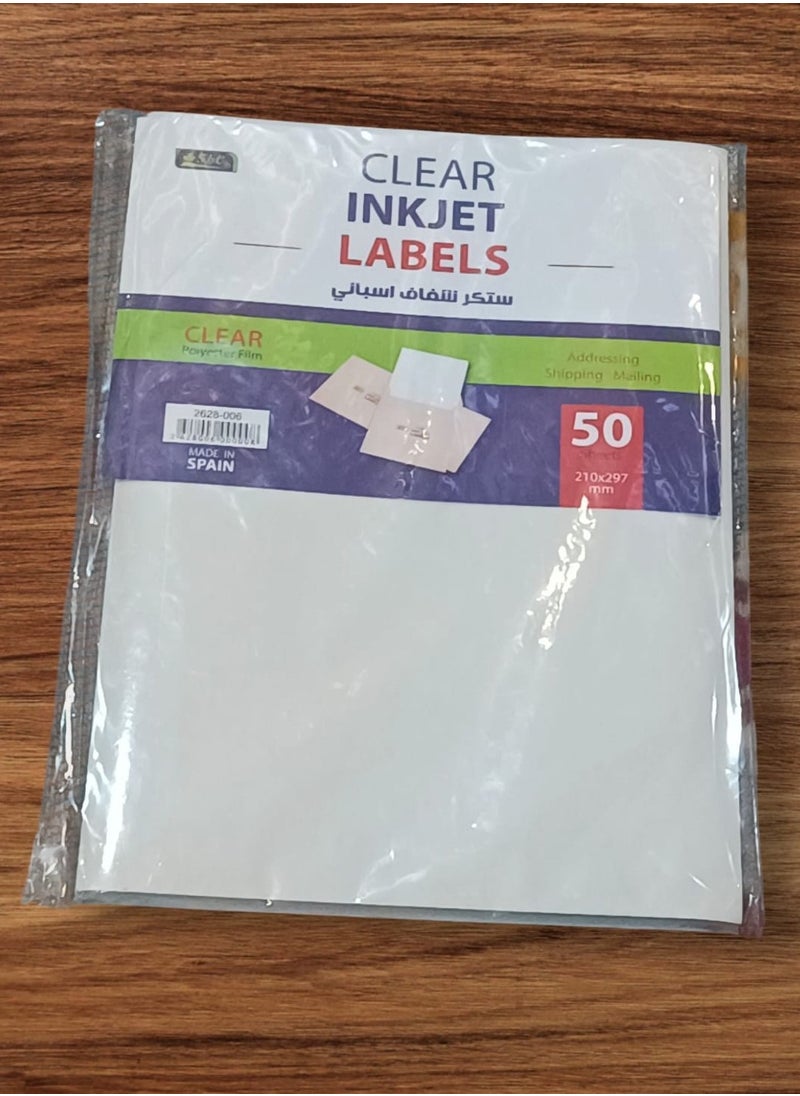 CLEAR
INKJET
LABELS
ستكر شفاف اسباني
CLEAR
Polyester Film
Addressing
Shipping Mailing
2628-006
MADE IN
SPAIN
50
Sheets
210x297
mm